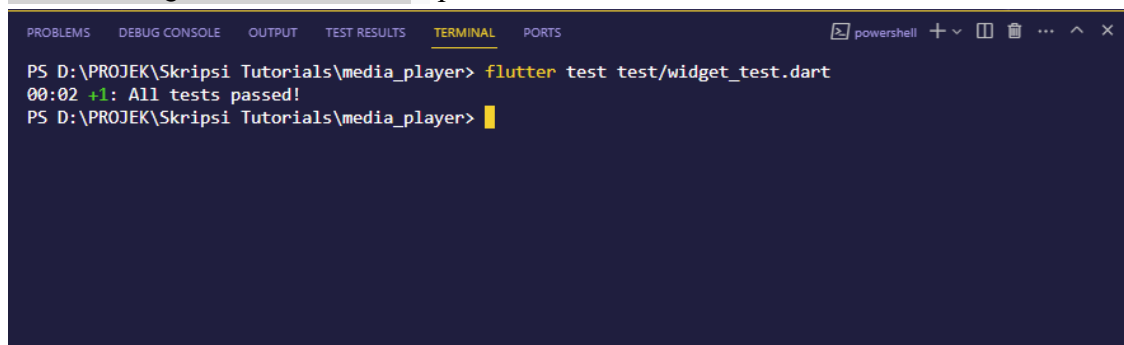 PROBLEMS DEBUG CONSOLE OUTPUT TEST RESULTS TERMINAL PORTS powershell
PS D:\PROJEK\Skripsi Tutorials\media_player> flutter test test/widget_test.dart
00:02 +1: All tests passed!
PS D:\PROJEK\Skripsi Tutorials\media_player>